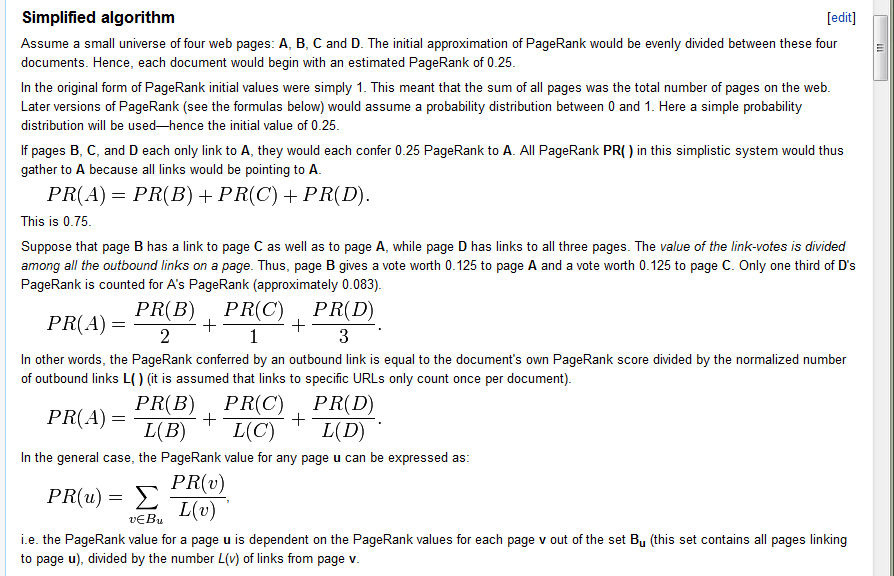 Simplified algorithm [edit]
Assume a small universe of four web pages: A, B, C and D. The initial approximation of PageRank would be evenly divided between these four
documents. Hence, each document would begin with an estimated PageRank of 0.25.
In the original form of PageRank initial values were simply 1. This meant that the sum of all pages was the total number of pages on the web.
Later versions of PageRank (see the formulas below) would assume a probability distribution between 0 and 1. Here a simple probability
distribution will be used—hence the initial value of 0.25.
If pages B, C, and D each only link to A, they would each confer 0.25 PageRank to A. All PageRank PR( ) in this simplistic system would thus
gather to A because all links would be pointing to A.
PR(A) = PR(B) + PR(C) + PR(D).
This is 0.75.
Suppose that page B has a link to page C as well as to page A, while page D has links to all three pages. The value of the link-votes is divided
among all the outbound links on a page. Thus, page B gives a vote worth 0.125 to page A and a vote worth 0.125 to page C. Only one third of D's
PageRank is counted for A's PageRank (approximately 0.083).
PR(A) = PR(B)/2 + PR(C)/1 + PR(D)/3.
In other words, the PageRank conferred by an outbound link is equal to the document's own PageRank score divided by the normalized number
of outbound links L( ) (it is assumed that links to specific URLs only count once per document).
PR(A) = PR(B)/L(B) + PR(C)/L(C) + PR(D)/L(D).
In the general case, the PageRank value for any page u can be expressed as:
PR(u) = ∑ v∈Bu PR(v)/L(v),
i.e. the PageRank value for a page u is dependent on the PageRank values for each page v out of the set Bu (this set contains all pages linking
to page u), divided by the number L(v) of links from page v.